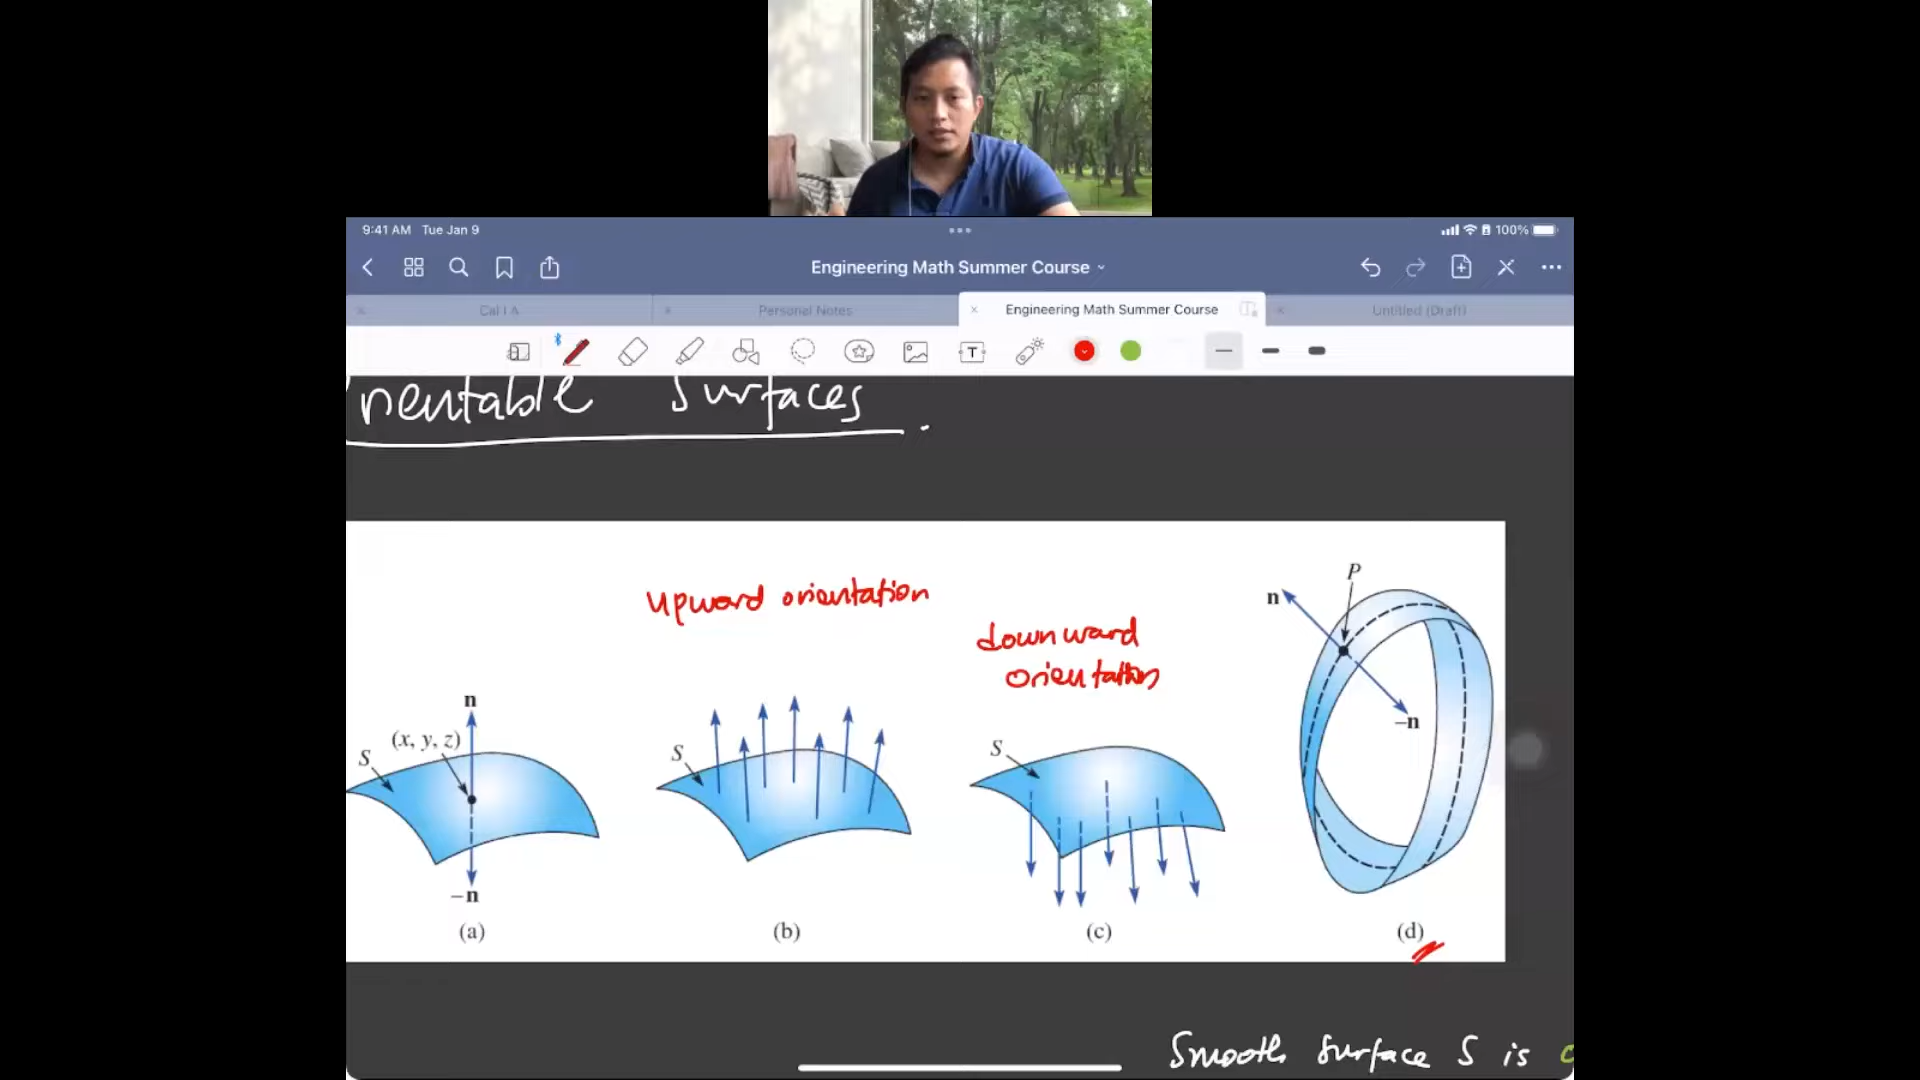 9:41 AM Tue Jan 9
100%
Engineering Math Summer Course
Cal I A
Personal Notes
Engineering Math Summer Course
Untitled (Draft)
T
rientable Surfaces.
upward orientation
downward
orientation
n
(x, y, z)
S
−n
(a)
S
(b)
S
(c)
P
n
−n
(d)
Smooth surface S is